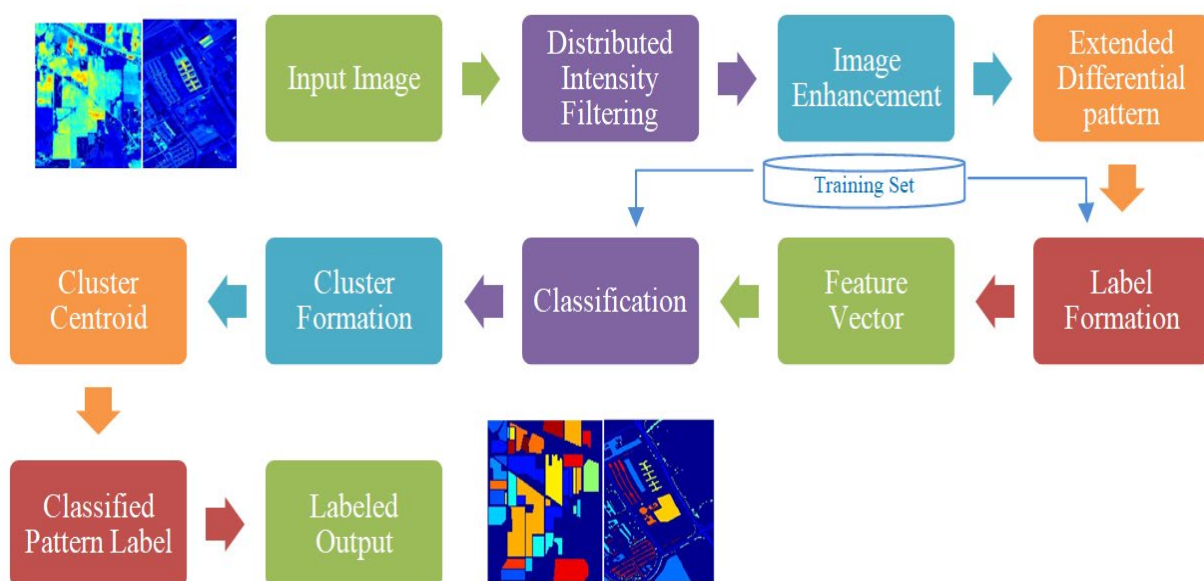 Input Image
Distributed
Intensity
Filtering
Image
Enhancement
Extended
Differential
pattern
Training Set
Label
Formation
Feature
Vector
Classification
Cluster
Formation
Cluster
Centroid
Classified
Pattern Label
Labeled
Output